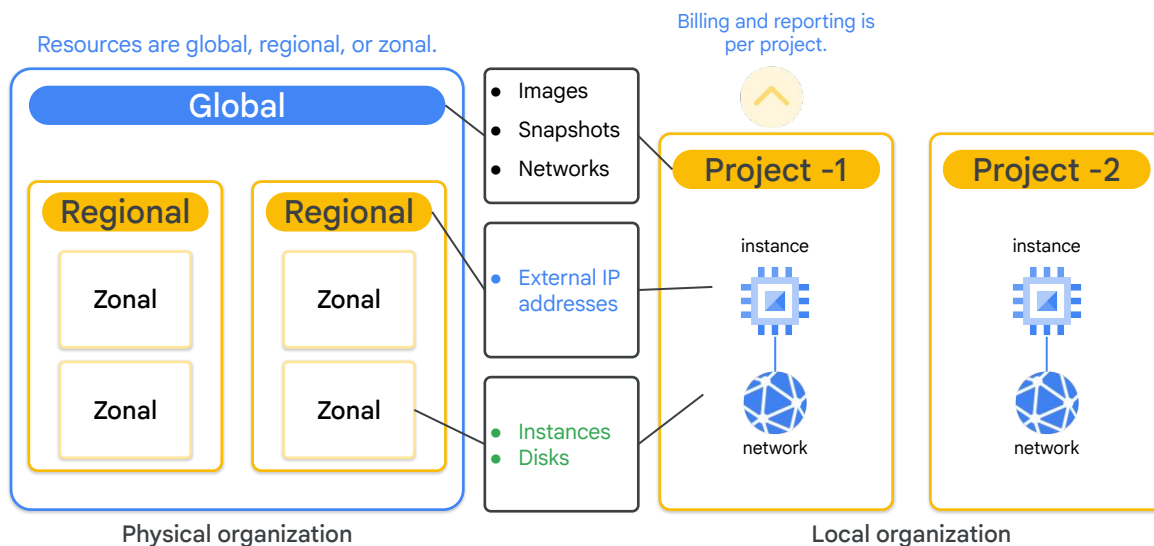 Resources are global, regional, or zonal.
Billing and reporting is
per project.
Global
Regional
Zonal
Zonal
Regional
Zonal
Zonal
• Images
• Snapshots
• Networks
• External IP
addresses
• Instances
• Disks
Project -1
instance
network
Project -2
instance
network
Physical organization
Local organization